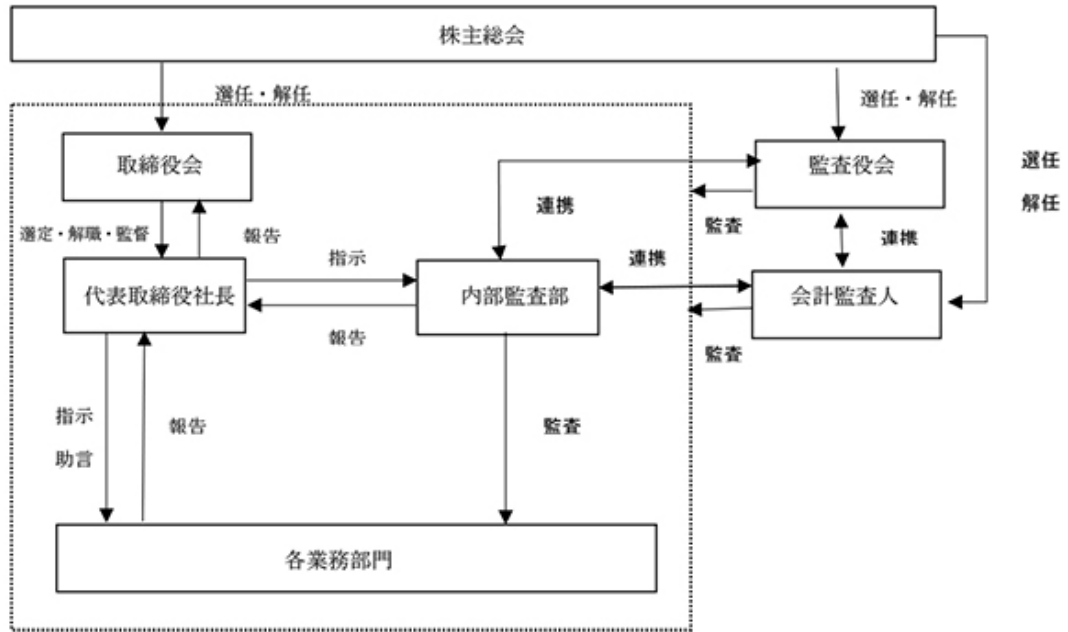 株主総会
選任・解任
選任・解任
取締役会
監査役会
選任
解任
連携
監査
選定・解職・監督
報告
連携
指示
連携
代表取締役社長
内部監査部
会計監査人
報告
監査
指示
助言
報告
監査
各業務部門